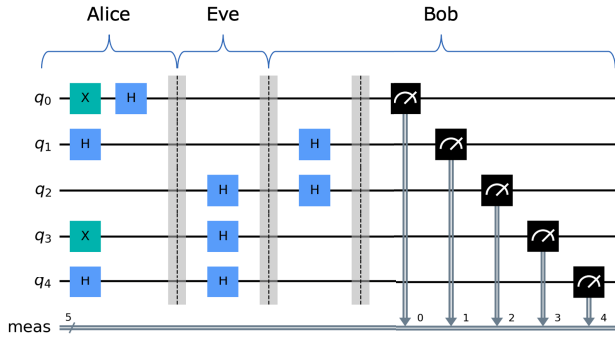 Alice Eve Bob
q0 X H
q1 H H
q2 H H
q3 X H
q4 H H
meas 5 0 1 2 3 4